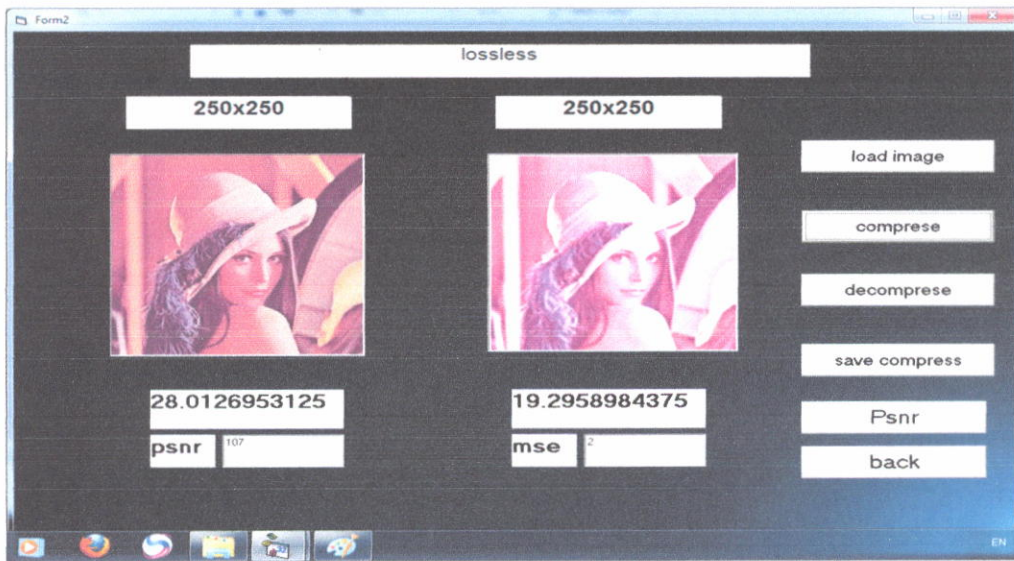 Form2
lossless
250x250
250x250
load image
comprese
decomprese
save compress
28.0126953125
19.2958984375
psnr
107
mse
2
Psnr
back
EN